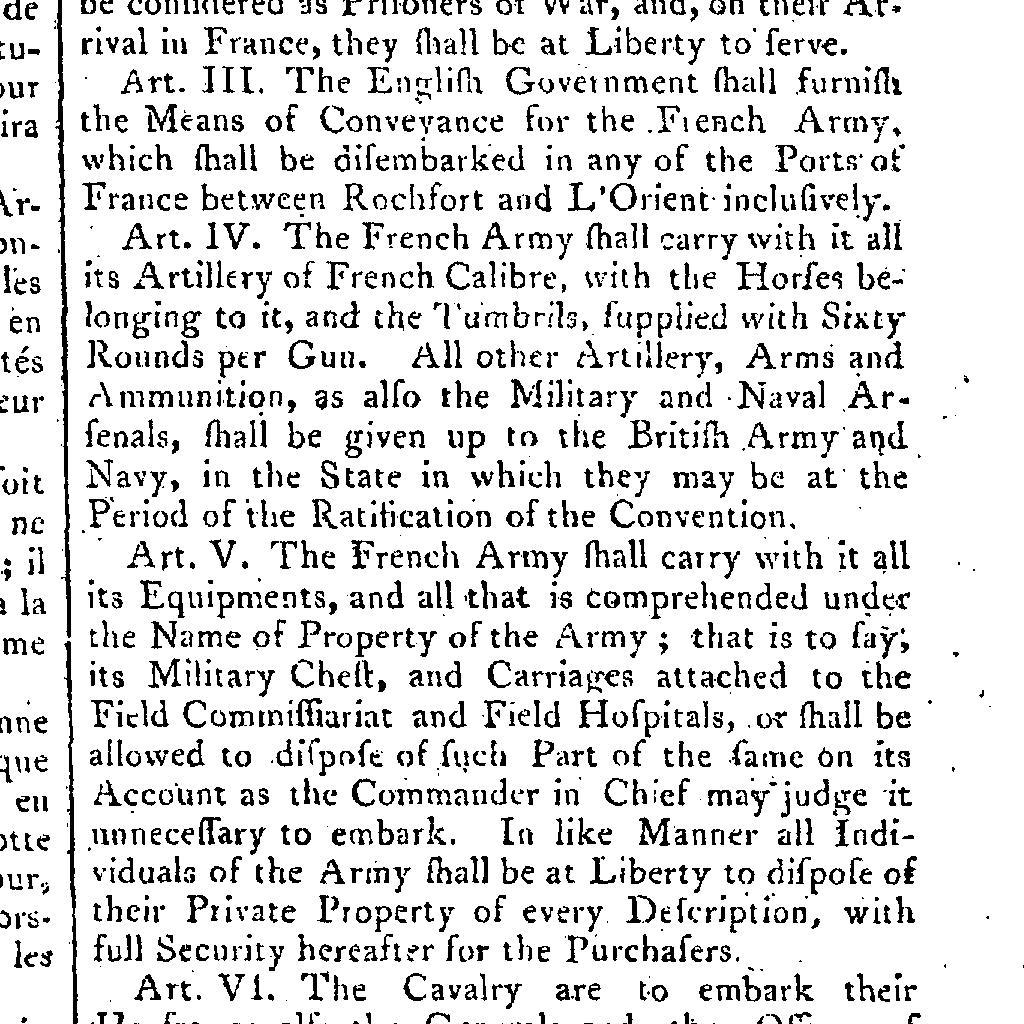 de
tu-
our
ira
Ar-
on-
les
en
tés
eur
ſoit
ne
; il
a la
me
nne
que
en
otte
our,
ors-
les
be conſidered as Priſoners of War, and, on their Ar-
rival in France, they ſhall be at Liberty to ſerve.
Art. III. The Engliſh Government ſhall furniſh
the Means of Conveyance for the French Army,
which ſhall be diſembarked in any of the Ports of
France between Rochfort and L'Orient incluſively.
Art. IV. The French Army ſhall carry with it all
its Artillery of French Calibre, with the Horſes be-
longing to it, and the Tumbrils, ſupplied with Sixty
Rounds per Gun. All other Artillery, Arms and
Ammunition, as alſo the Military and Naval Ar-
ſenals, ſhall be given up to the Britiſh Army and
Navy, in the State in which they may be at the
Period of the Ratification of the Convention.
Art. V. The French Army ſhall carry with it all
its Equipments, and all that is comprehended under
the Name of Property of the Army ; that is to ſay,
its Military Cheſt, and Carriages attached to the
Field Commiſſiariat and Field Hoſpitals, or ſhall be
allowed to diſpoſe of ſuch Part of the ſame on its
Account as the Commander in Chief may judge it
unneceſſary to embark. In like Manner all Indi-
viduals of the Army ſhall be at Liberty to diſpoſe of
their Private Property of every Deſcription, with
full Security hereafter for the Purchaſers.
Art. VI. The Cavalry are to embark their